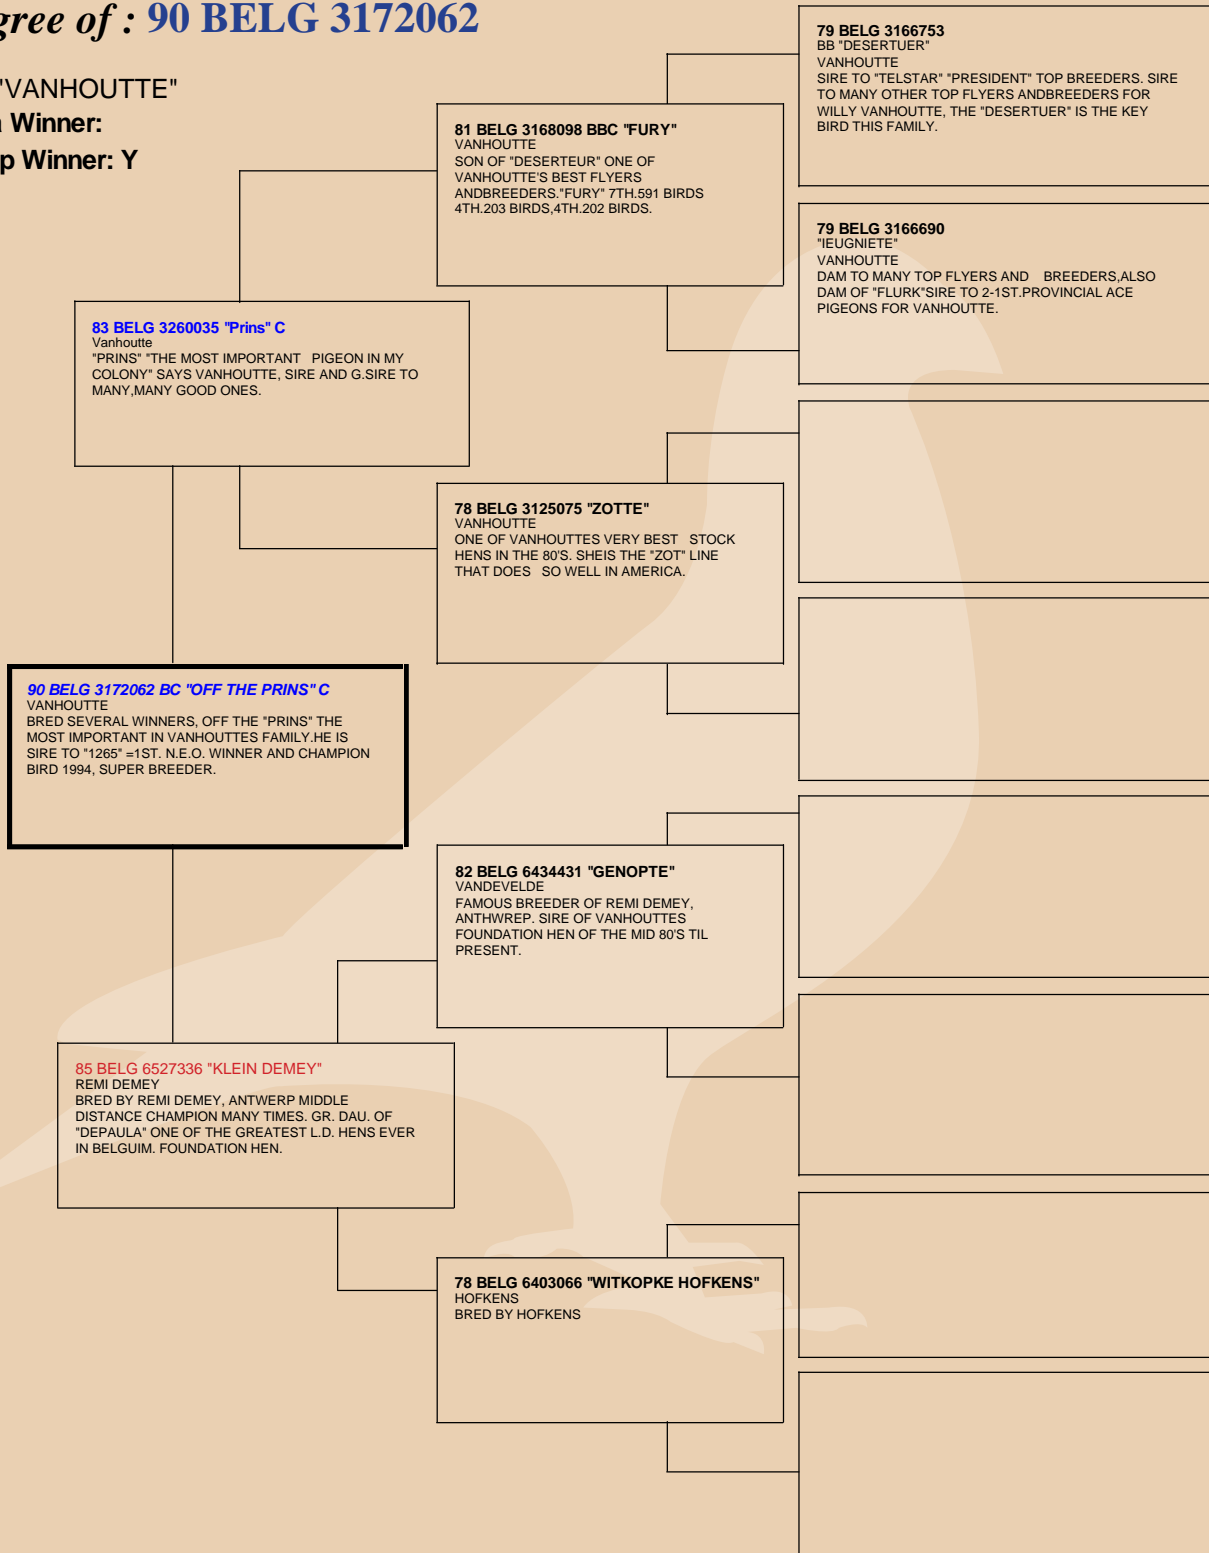 gree of : 90 BELG 3172062
"VANHOUTTE"
Winner:
p Winner: Y
79 BELG 3166753
BB "DESERTUER"
VANHOUTTE
SIRE TO "TELSTAR" "PRESIDENT" TOP BREEDERS. SIRE
TO MANY OTHER TOP FLYERS ANDBREEDERS FOR
WILLY VANHOUTTE, THE "DESERTUER" IS THE KEY
BIRD THIS FAMILY.
81 BELG 3168098 BBC "FURY"
VANHOUTTE
SON OF "DESERTEUR" ONE OF
VANHOUTTE'S BEST FLYERS
ANDBREEDERS."FURY" 7TH.591 BIRDS
4TH.203 BIRDS,4TH.202 BIRDS.
79 BELG 3166690
"IEUGNIETE"
VANHOUTTE
DAM TO MANY TOP FLYERS AND BREEDERS,ALSO
DAM OF "FLURK"SIRE TO 2-1ST.PROVINCIAL ACE
PIGEONS FOR VANHOUTTE.
83 BELG 3260035 "Prins" C
Vanhoutte
"PRINS" "THE MOST IMPORTANT PIGEON IN MY
COLONY" SAYS VANHOUTTE, SIRE AND G.SIRE TO
MANY,MANY GOOD ONES.
78 BELG 3125075 "ZOTTE"
VANHOUTTE
ONE OF VANHOUTTES VERY BEST STOCK
HENS IN THE 80'S. SHEIS THE "ZOT" LINE
THAT DOES SO WELL IN AMERICA.
90 BELG 3172062 BC "OFF THE PRINS" C
VANHOUTTE
BRED SEVERAL WINNERS, OFF THE "PRINS" THE
MOST IMPORTANT IN VANHOUTTES FAMILY.HE IS
SIRE TO "1265" =1ST. N.E.O. WINNER AND CHAMPION
BIRD 1994, SUPER BREEDER.
82 BELG 6434431 "GENOPTE"
VANDEVELDE
FAMOUS BREEDER OF REMI DEMEY,
ANTHWREP. SIRE OF VANHOUTTES
FOUNDATION HEN OF THE MID 80'S TIL
PRESENT.
85 BELG 6527336 "KLEIN DEMEY"
REMI DEMEY
BRED BY REMI DEMEY, ANTWERP MIDDLE
DISTANCE CHAMPION MANY TIMES. GR. DAU. OF
"DEPAULA" ONE OF THE GREATEST L.D. HENS EVER
IN BELGUIM. FOUNDATION HEN.
78 BELG 6403066 "WITKOPKE HOFKENS"
HOFKENS
BRED BY HOFKENS